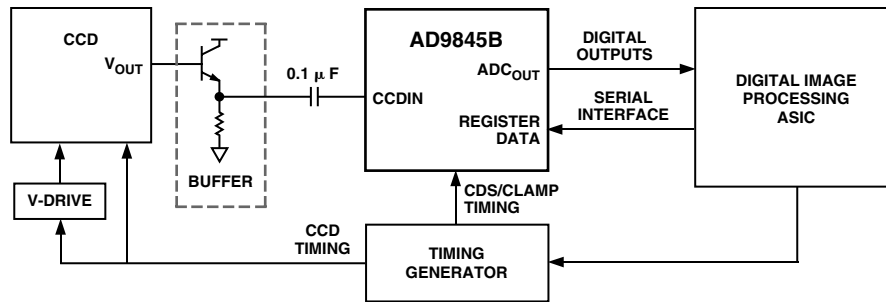 CCD
VOUT
BUFFER
0.1 μF
AD9845B
CCDIN
ADCOUT
REGISTER
DATA
DIGITAL
OUTPUTS
SERIAL
INTERFACE
DIGITAL IMAGE
PROCESSING
ASIC
V-DRIVE
CCD
TIMING
CDS/CLAMP
TIMING
TIMING
GENERATOR